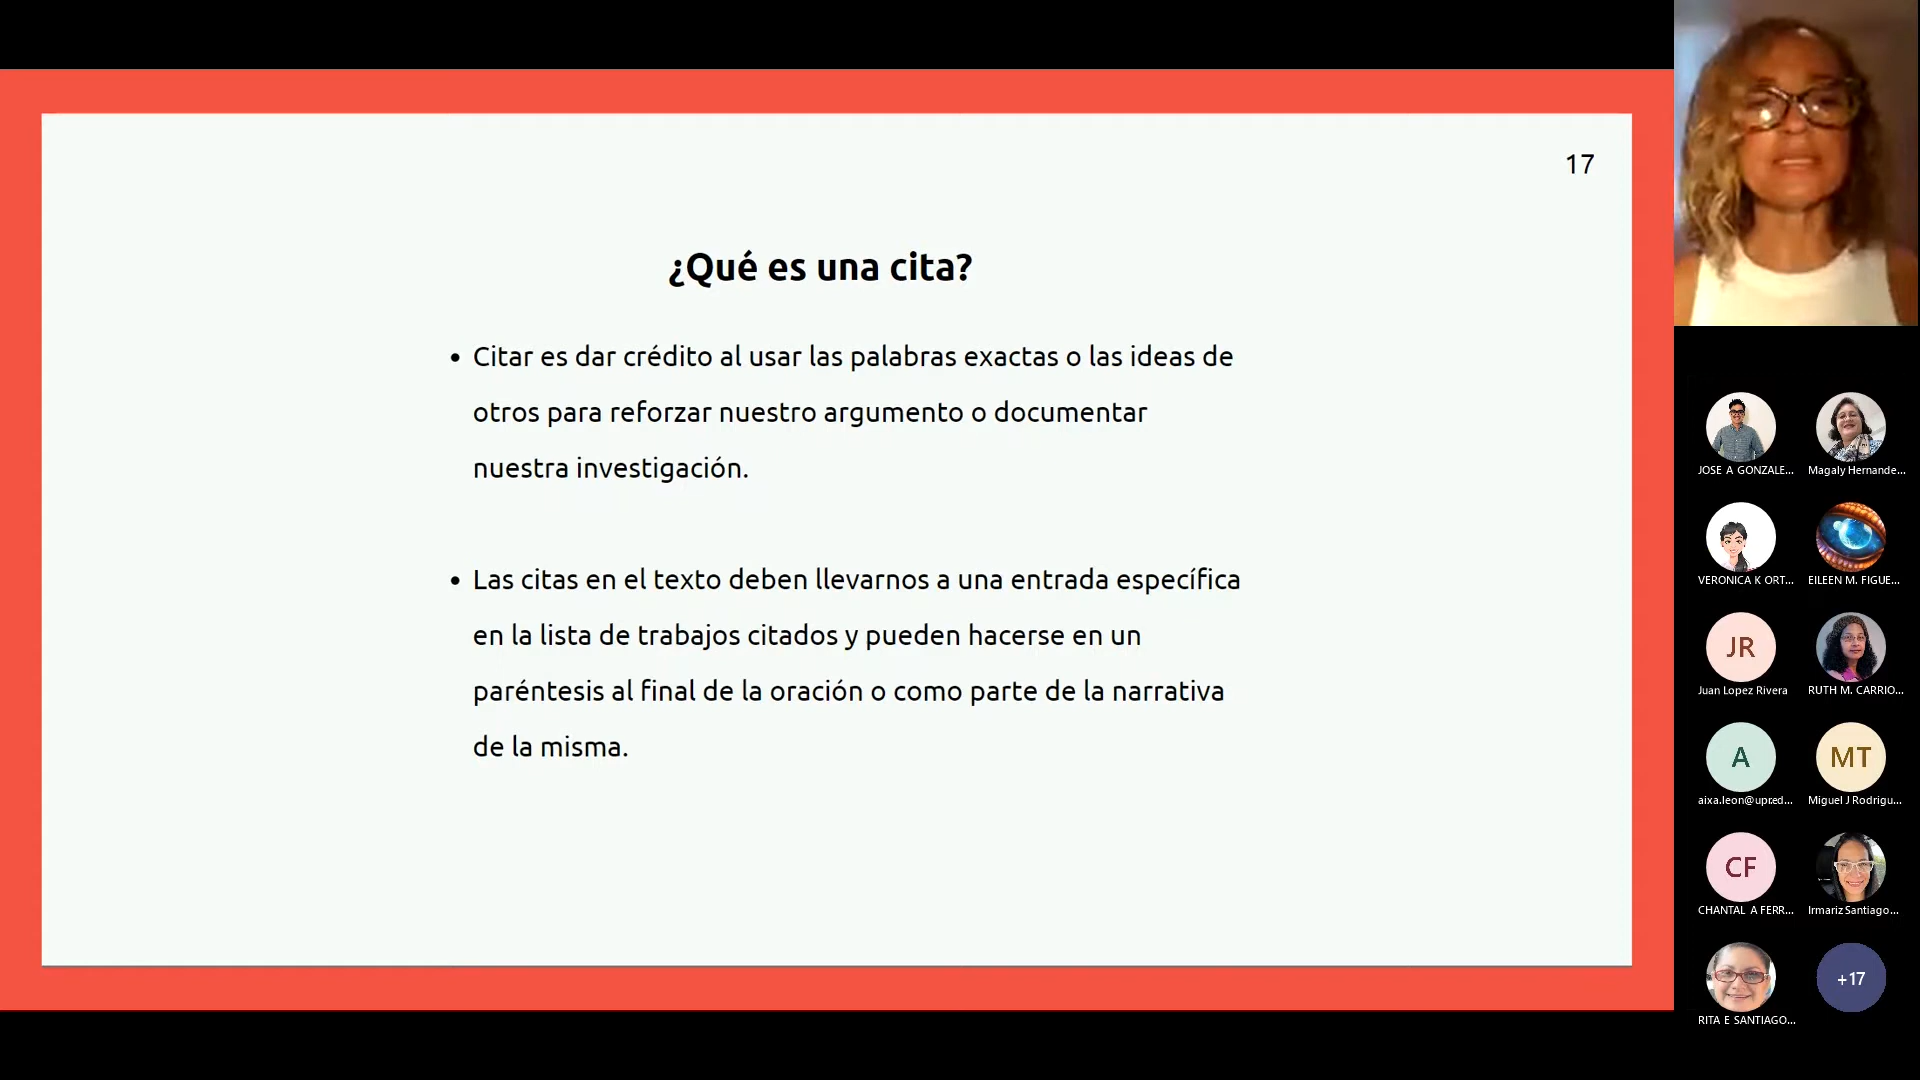 17
¿Qué es una cita?
• Citar es dar crédito al usar las palabras exactas o las ideas de
otros para reforzar nuestro argumento o documentar
nuestra investigación.
• Las citas en el texto deben llevarnos a una entrada específica
en la lista de trabajos citados y pueden hacerse en un
paréntesis al final de la oración o como parte de la narrativa
de la misma.
JOSE A GONZALE...
Magaly Hernande...
VERONICA K ORT...
EILEEN M. FIGUE...
JR
Juan Lopez Rivera
RUTH M. CARRIO...
A
aixa.leon@upr.ed...
MT
Miguel J Rodrigu...
CF
CHANTAL A FERR...
Irmariz Santiago...
RITA E SANTIAGO...
+17